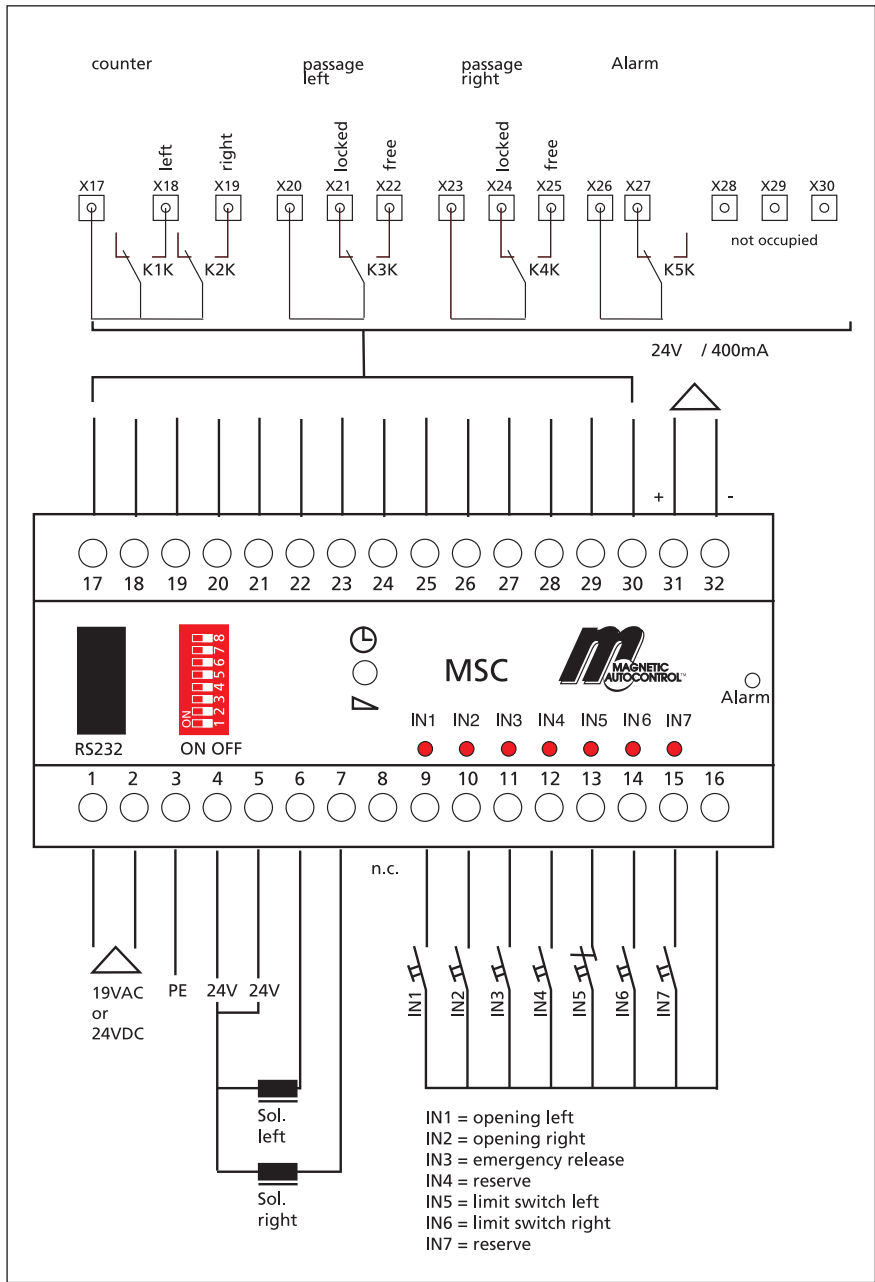 counter
passage
left
passage
right
Alarm
left
right
locked
free
locked
free
X17 X18 X19 X20 X21 X22 X23 X24 X25 X26 X27 X28 X29 X30
not occupied
K1K K2K K3K K4K K5K
24V / 400mA
+ -
17 18 19 20 21 22 23 24 25 26 27 28 29 30 31 32
ON
1 2 3 4 5 6 7 8
RS232
ON OFF
MSC
m
MAGNETIC
AUTOCONTROL™
Alarm
IN1 IN2 IN3 IN4 IN5 IN6 IN7
1 2 3 4 5 6 7 8 9 10 11 12 13 14 15 16
n.c.
19VAC
or
24VDC
PE
24V 24V
IN1 IN2 IN3 IN4 IN5 IN6 IN7
Sol.
left
Sol.
right
IN1 = opening left
IN2 = opening right
IN3 = emergency release
IN4 = reserve
IN5 = limit switch left
IN6 = limit switch right
IN7 = reserve